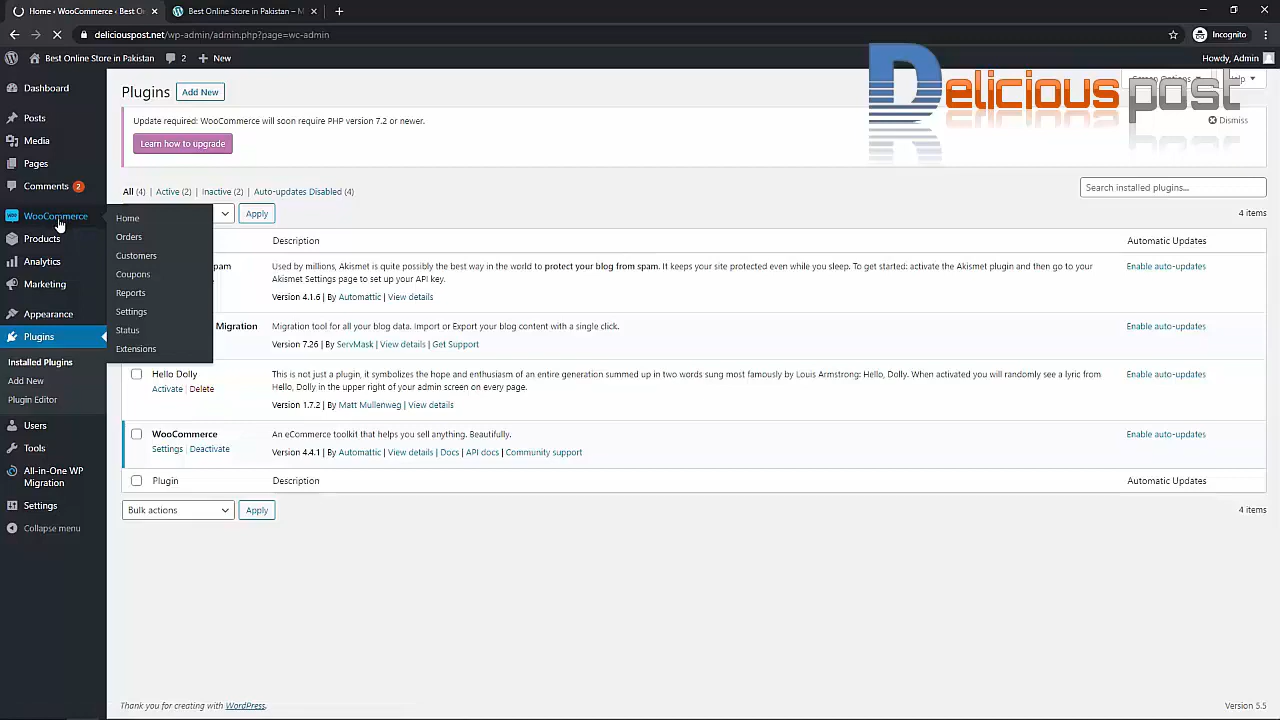 Home ‹ WooCommerce ‹ Best On
Best Online Store in Pakistan – M
deliciouspost.net/wp-admin/admin.php?page=wc-admin
Incognito
Best Online Store in Pakistan
2
New
Howdy, Admin
Dashboard
Posts
Media
Pages
Comments 2
WooCommerce
Products
Analytics
Marketing
Appearance
Plugins
Installed Plugins
Add New
Plugin Editor
Users
Tools
All-in-One WP
Migration
Settings
Collapse menu
Home
Orders
Customers
Coupons
Reports
Settings
Status
Extensions
Plugins Add New
Screen Options
Delicious post
Update required: WooCommerce will soon require PHP version 7.2 or newer.
Dismiss
Learn how to upgrade
All (4) | Active (2) | Inactive (2) | Auto-updates Disabled (4)
Search installed plugins...
Apply
4 items
Description
Automatic Updates
Used by millions, Akismet is quite possibly the best way in the world to protect your blog from spam. It keeps your site protected even while you sleep. To get started: activate the Akismet plugin and then go to your
Akismet Settings page to set up your API key.
Enable auto-updates
Version 4.1.6 | By Automattic | View details
Migration
Migration tool for all your blog data. Import or Export your blog content with a single click.
Enable auto-updates
Version 7.26 | By ServMask | View details | Get Support
Hello Dolly
Activate | Delete
This is not just a plugin, it symbolizes the hope and enthusiasm of an entire generation summed up in two words sung most famously by Louis Armstrong: Hello, Dolly. When activated you will randomly see a lyric from
Hello, Dolly in the upper right of your admin screen on every page.
Enable auto-updates
Version 1.7.2 | By Matt Mullenweg | View details
WooCommerce
Settings | Deactivate
An eCommerce toolkit that helps you sell anything. Beautifully.
Enable auto-updates
Version 4.4.1 | By Automattic | View details | Docs | API docs | Community support
Plugin
Description
Automatic Updates
Bulk actions
Apply
4 items
Thank you for creating with WordPress.
Version 5.5